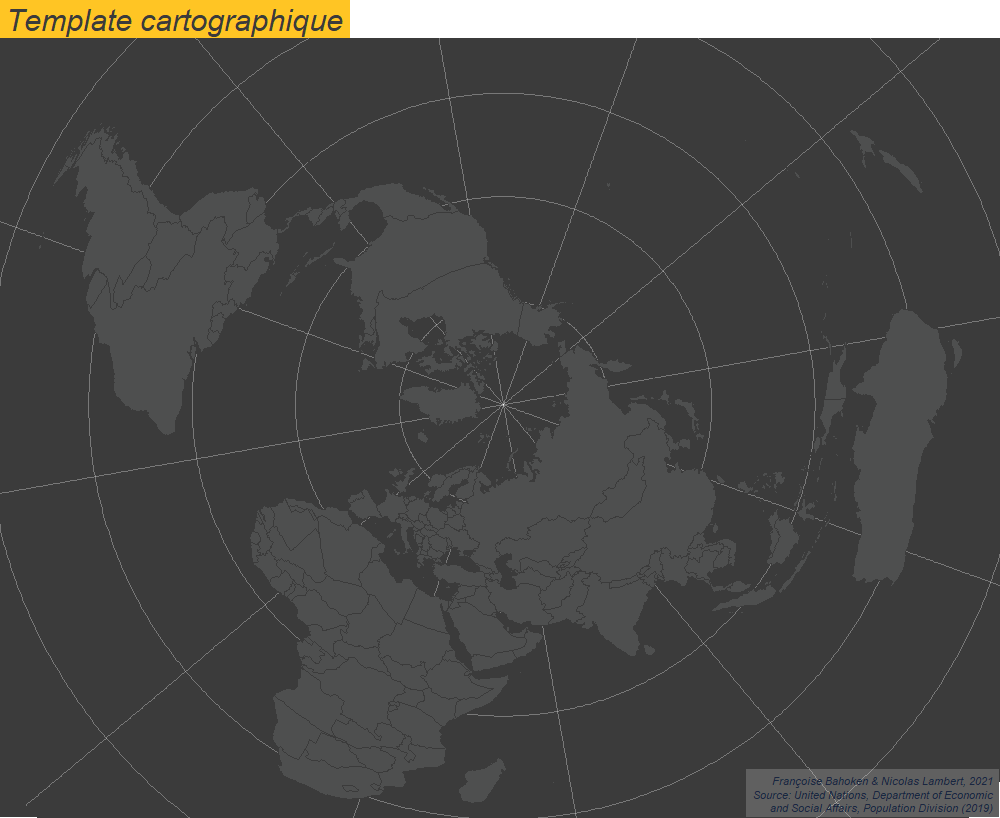 Template cartographique
Françoise Bahoken & Nicolas Lambert, 2021
Source: United Nations, Department of Economic
and Social Affairs, Population Division (2019)